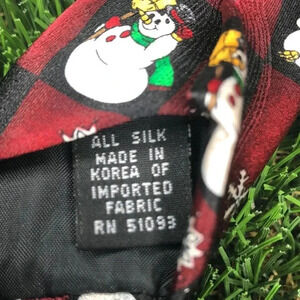 ALL SILK
MADE IN
KOREA OF
IMPORTED
FABRIC
RN 51093